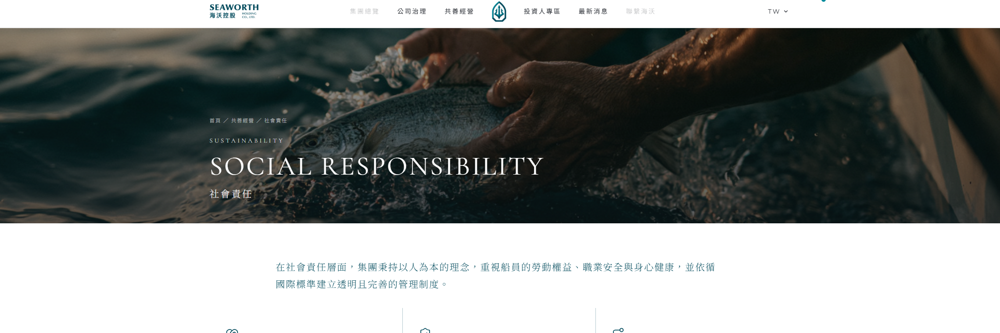 SEAWORTH
海沃控股 HOLDING CO., LTD.
集團總覽 公司治理 共善經營 投資人專區 最新消息 聯繫海沃 TW
首頁 ／ 共善經營 ／ 社會責任
SUSTAINABILITY
SOCIAL RESPONSIBILITY
社會責任
在社會責任層面，集團秉持以人為本的理念，重視船員的勞動權益、職業安全與身心健康，並依循
國際標準建立透明且完善的管理制度。